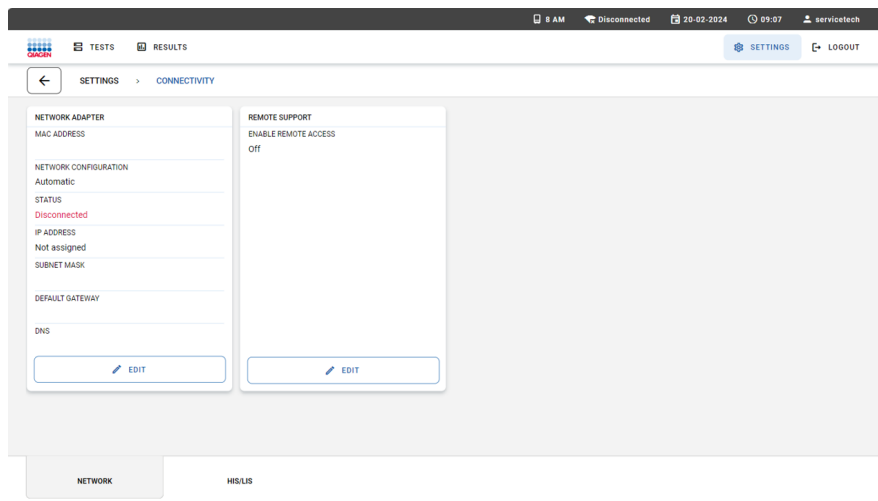 8 AM Disconnected 20-02-2024 09:07 servicetech
QIAGEN TESTS RESULTS SETTINGS LOGOUT
SETTINGS > CONNECTIVITY
NETWORK ADAPTER
MAC ADDRESS
NETWORK CONFIGURATION
Automatic
STATUS
Disconnected
IP ADDRESS
Not assigned
SUBNET MASK
DEFAULT GATEWAY
DNS
EDIT
REMOTE SUPPORT
ENABLE REMOTE ACCESS
Off
EDIT
NETWORK HIS/LIS